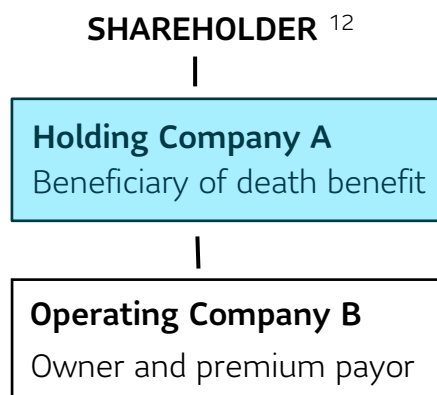 SHAREHOLDER 12
Holding Company A
Beneficiary of death benefit
Operating Company B
Owner and premium payor